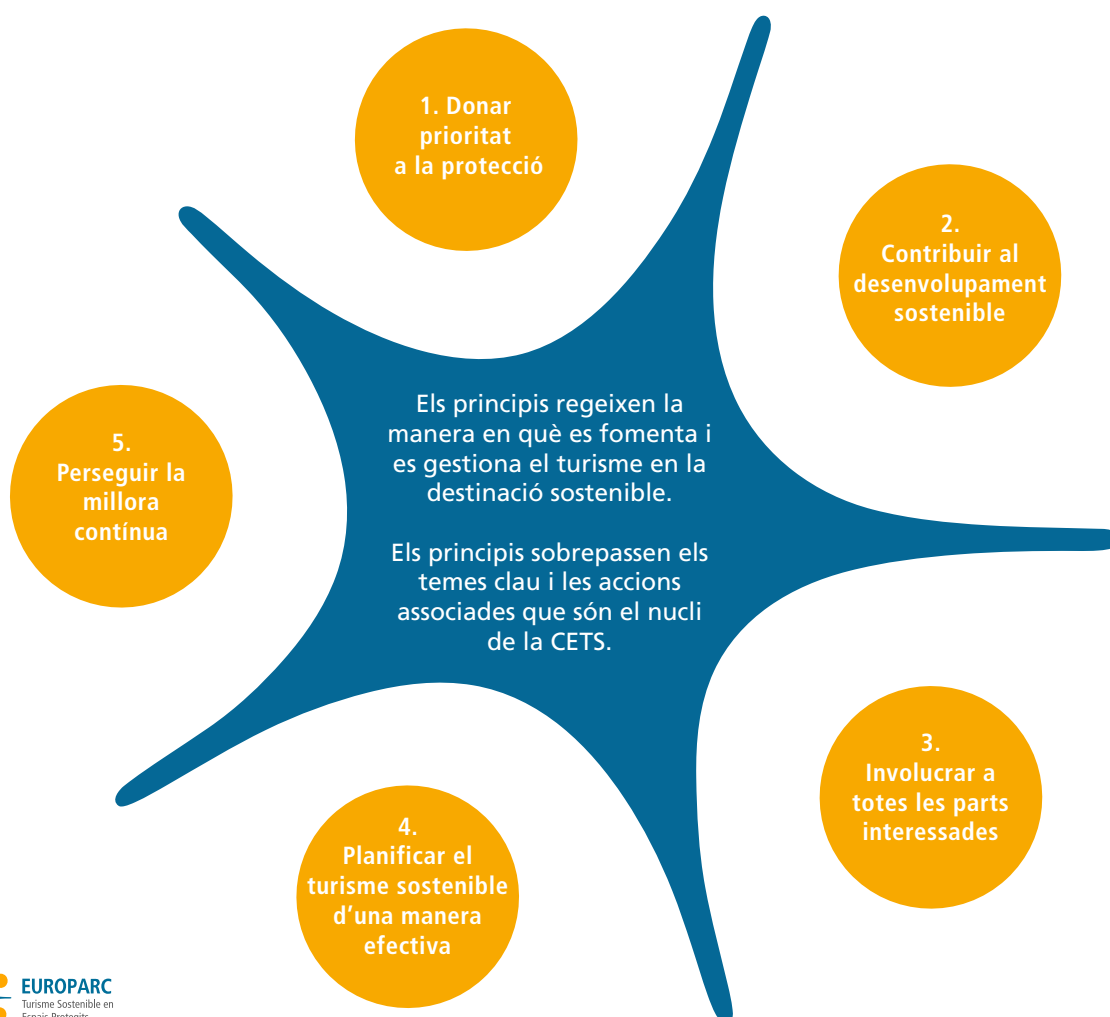 1. Donar
prioritat
a la protecció
2.
Contribuir al
desenvolupament
sostenible
Els principis regeixen la
manera en què es fomenta i
es gestiona el turisme en la
destinació sostenible.
Els principis sobrepassen els
temes clau i les accions
associades que són el nucli
de la CETS.
5.
Perseguir la
millora
contínua
3.
Involucrar a
totes les parts
interessades
4.
Planificar el
turisme sostenible
d’una manera
efectiva
EUROPARC
Turisme Sostenible en
Espais Protegits